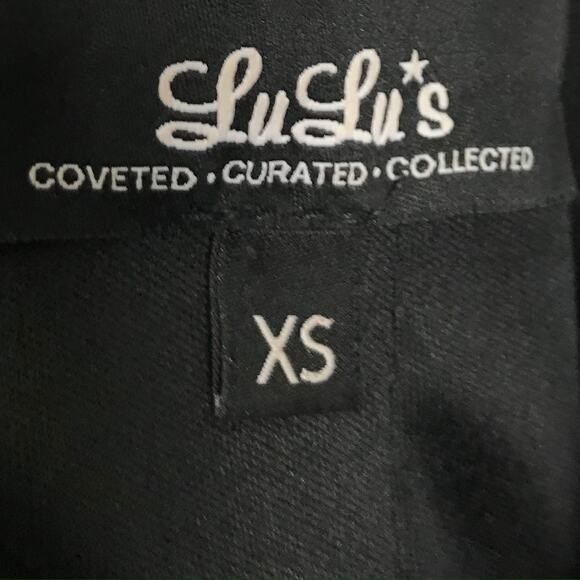 LuLu*s
COVETED • CURATED • COLLECTED
XS